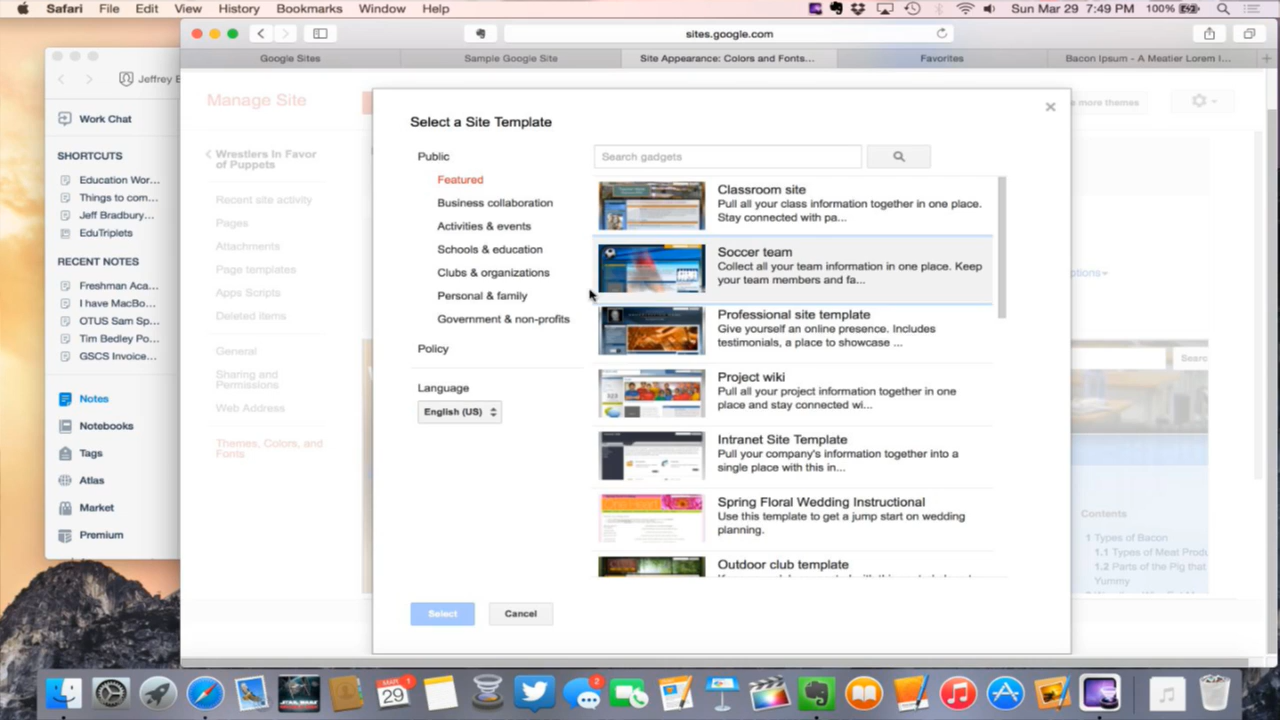 Safari File Edit View History Bookmarks Window Help
Sun Mar 29 7:49 PM 100%
sites.google.com
Google Sites
Sample Google Site
Site Appearance: Colors and Fonts...
Favorites
Bacon Ipsum - A Meatier Lorem I...
Jeffrey B
Work Chat
SHORTCUTS
Education Wor...
Things to com...
Jeff Bradbury...
EduTriplets
RECENT NOTES
Freshman Aca...
I have MacBo...
OTUS Sam Sp...
Tim Bedley Po...
GSCS Invoice...
Notes
Notebooks
Tags
Atlas
Market
Premium
Manage Site
Wrestlers In Favor
of Puppets
Recent site activity
Pages
Attachments
Page templates
Apps Scripts
Deleted items
General
Sharing and
Permissions
Web Address
Themes, Colors, and
Fonts
Select a Site Template
Public
Featured
Business collaboration
Activities & events
Schools & education
Clubs & organizations
Personal & family
Government & non-profits
Policy
Language
English (US)
Search gadgets
Classroom site
Pull all your class information together in one place.
Stay connected with pa...
Soccer team
Collect all your team information in one place. Keep
your team members and fa...
Professional site template
Give yourself an online presence. Includes
testimonials, a place to showcase ...
Project wiki
Pull all your project information together in one
place and stay connected wi...
Intranet Site Template
Pull your company's information together into a
single place with this in...
Spring Floral Wedding Instructional
Use this template to get a jump start on wedding
planning.
Outdoor club template
Select
Cancel
e more themes
ptions
Searc
Contents
1 Types of Bacon
1.1 Types of Meat Produ
1.2 Parts of the Pig that
Yummy
MAR
29
1
2